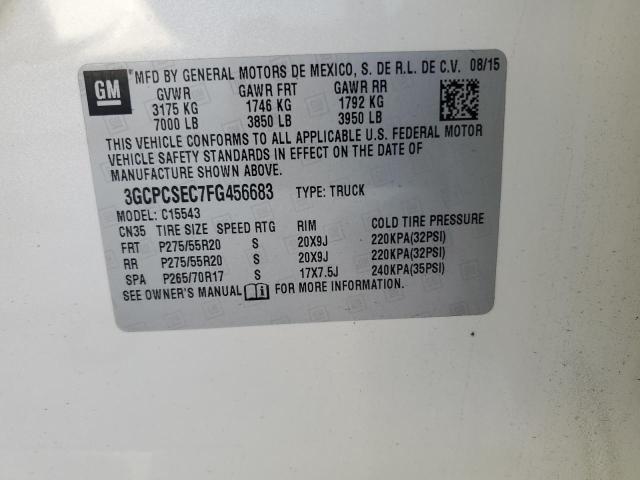 GM
MFD BY GENERAL MOTORS DE MEXICO, S. DE R.L. DE C.V. 08/15
GVWR GAWR FRT GAWR RR
3175 KG 1746 KG 1792 KG
7000 LB 3850 LB 3950 LB
THIS VEHICLE CONFORMS TO ALL APPLICABLE U.S. FEDERAL MOTOR
VEHICLE SAFETY STANDARDS IN EFFECT ON THE DATE OF
MANUFACTURE SHOWN ABOVE.
3GCPCSEC7FG456683 TYPE: TRUCK
MODEL: C15543
CN35 TIRE SIZE SPEED RTG RIM COLD TIRE PRESSURE
FRT P275/55R20 S 20X9J 220KPA(32PSI)
RR P275/55R20 S 20X9J 220KPA(32PSI)
SPA P265/70R17 S 17X7.5J 240KPA(35PSI)
SEE OWNER'S MANUAL FOR MORE INFORMATION.